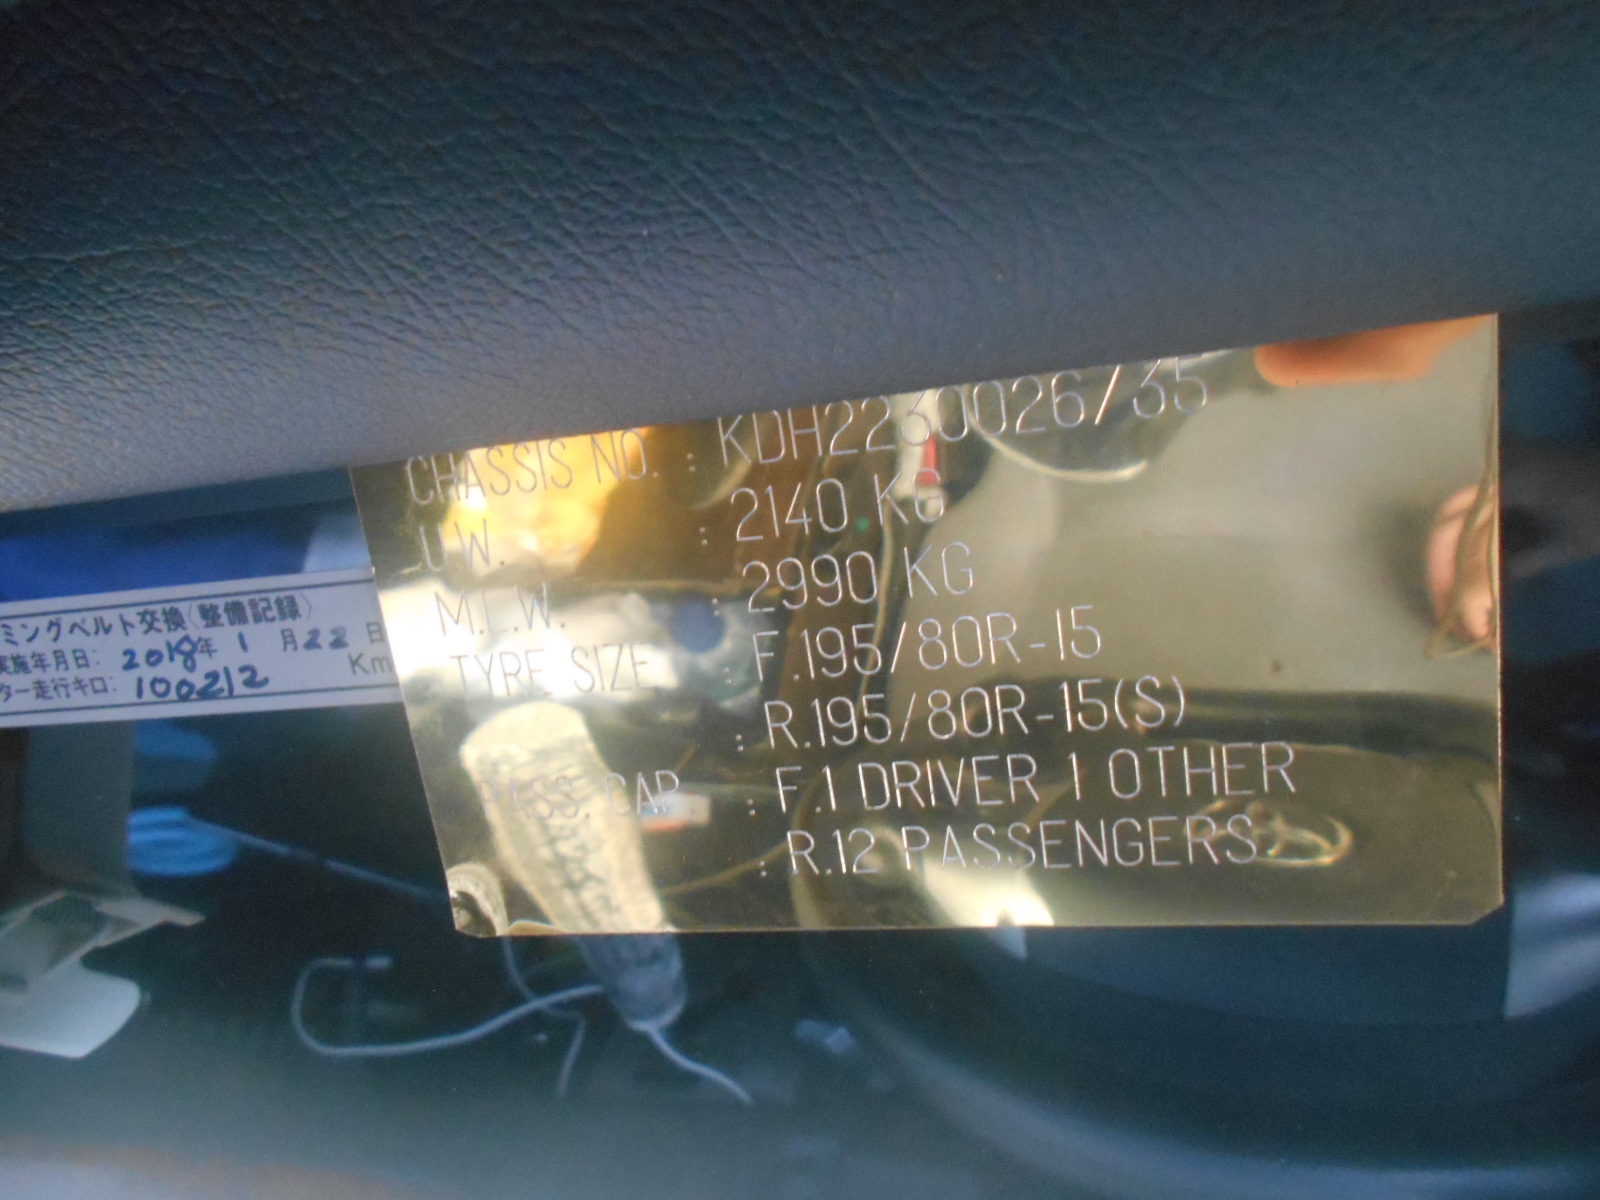 CHASSIS NO. : KDH2230026735
U.W. : 2140 KG
M.L.W. : 2990 KG
TYRE SIZE : F.195/80R-15
: R.195/80R-15(S)
PASS. CAP. : F.1 DRIVER 1 OTHER
: R.12 PASSENGERS
ミングベルト交換(整備記録)
実施年月日: 2018年 1 月 22 日
ター走行キロ: 100212 Km